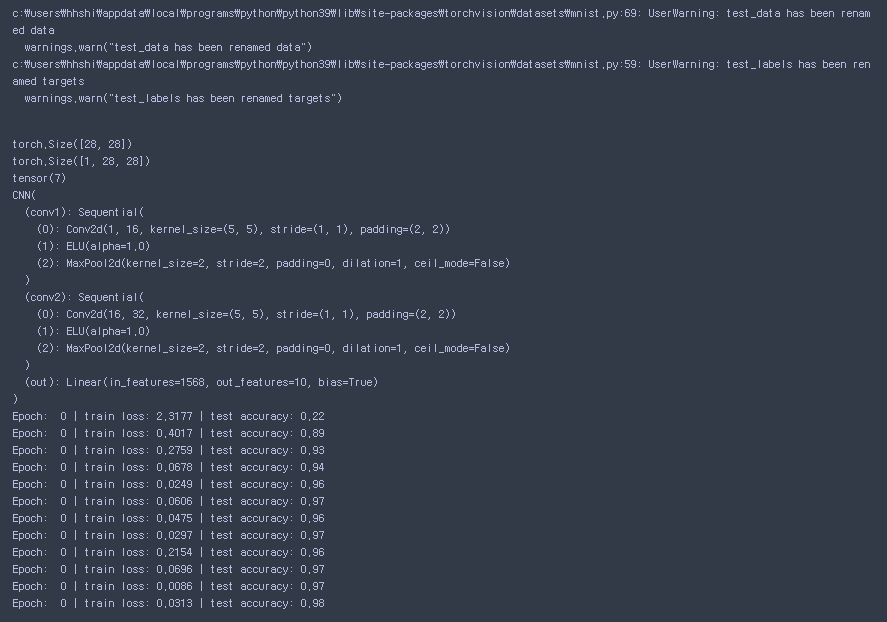 c:₩users₩hhshi₩appdata₩local₩programs₩python₩python39₩lib₩site-packages₩torchvision₩datasets₩mnist.py:69: UserWarning: test_data has been renam
ed data
  warnings.warn("test_data has been renamed data")
c:₩users₩hhshi₩appdata₩local₩programs₩python₩python39₩lib₩site-packages₩torchvision₩datasets₩mnist.py:59: UserWarning: test_labels has been ren
amed targets
  warnings.warn("test_labels has been renamed targets")
torch.Size([28, 28])
torch.Size([1, 28, 28])
tensor(7)
CNN(
  (conv1): Sequential(
    (0): Conv2d(1, 16, kernel_size=(5, 5), stride=(1, 1), padding=(2, 2))
    (1): ELU(alpha=1.0)
    (2): MaxPool2d(kernel_size=2, stride=2, padding=0, dilation=1, ceil_mode=False)
  )
  (conv2): Sequential(
    (0): Conv2d(16, 32, kernel_size=(5, 5), stride=(1, 1), padding=(2, 2))
    (1): ELU(alpha=1.0)
    (2): MaxPool2d(kernel_size=2, stride=2, padding=0, dilation=1, ceil_mode=False)
  )
  (out): Linear(in_features=1568, out_features=10, bias=True)
)
Epoch:  0 | train loss: 2.3177 | test accuracy: 0.22
Epoch:  0 | train loss: 0.4017 | test accuracy: 0.89
Epoch:  0 | train loss: 0.2759 | test accuracy: 0.93
Epoch:  0 | train loss: 0.0678 | test accuracy: 0.94
Epoch:  0 | train loss: 0.0249 | test accuracy: 0.96
Epoch:  0 | train loss: 0.0606 | test accuracy: 0.97
Epoch:  0 | train loss: 0.0475 | test accuracy: 0.96
Epoch:  0 | train loss: 0.0297 | test accuracy: 0.97
Epoch:  0 | train loss: 0.2154 | test accuracy: 0.96
Epoch:  0 | train loss: 0.0696 | test accuracy: 0.97
Epoch:  0 | train loss: 0.0086 | test accuracy: 0.97
Epoch:  0 | train loss: 0.0313 | test accuracy: 0.98